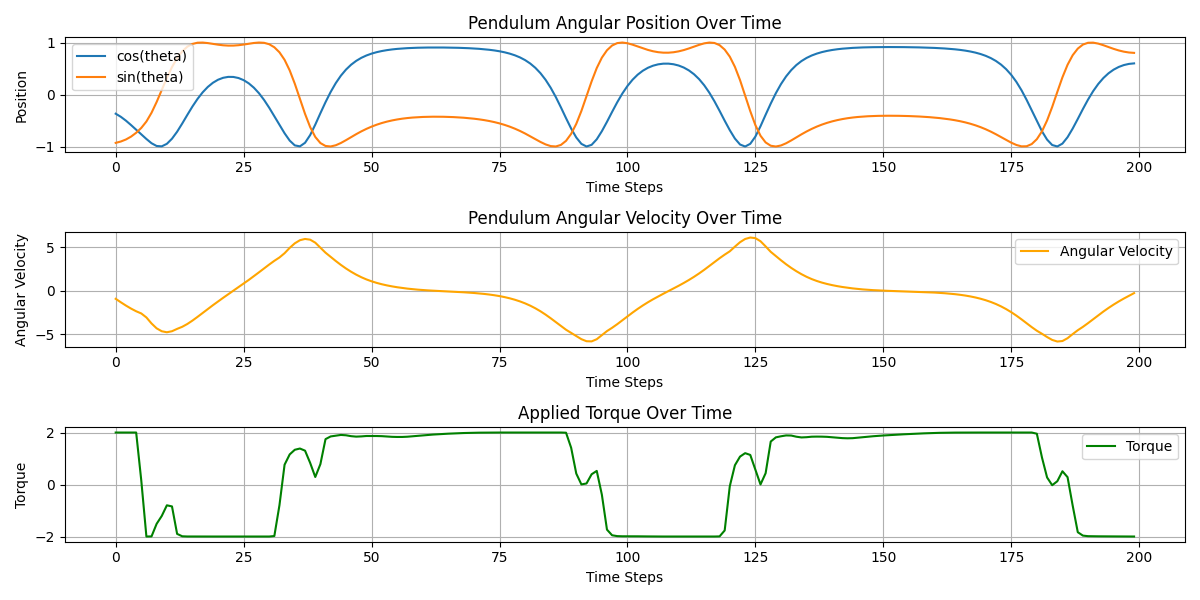 Pendulum Angular Position Over Time
Position
1
0
−1
cos(theta)
sin(theta)
0 25 50 75 100 125 150 175 200
Time Steps
Pendulum Angular Velocity Over Time
Angular Velocity
5
0
−5
Angular Velocity
0 25 50 75 100 125 150 175 200
Time Steps
Applied Torque Over Time
Torque
2
0
−2
Torque
0 25 50 75 100 125 150 175 200
Time Steps